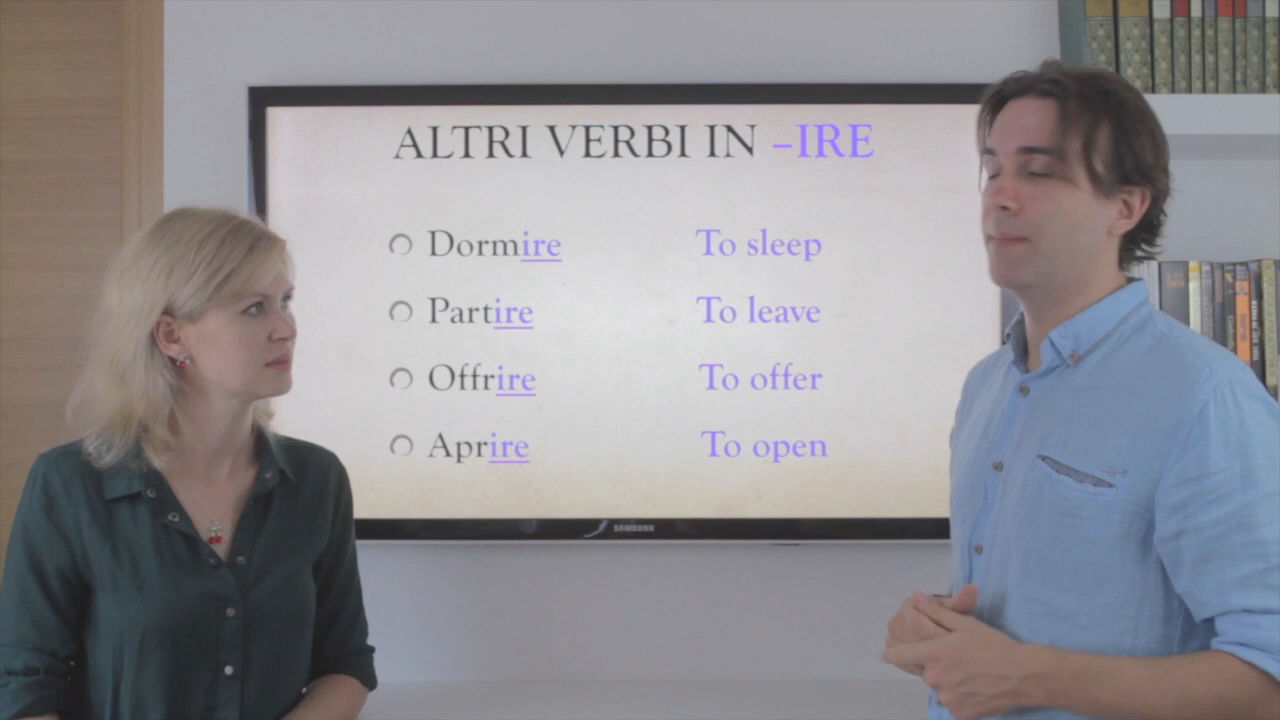 ALTRI VERBI IN –IRE
Dormire To sleep
Partire To leave
Offrire To offer
Aprire To open
SAMSUNG